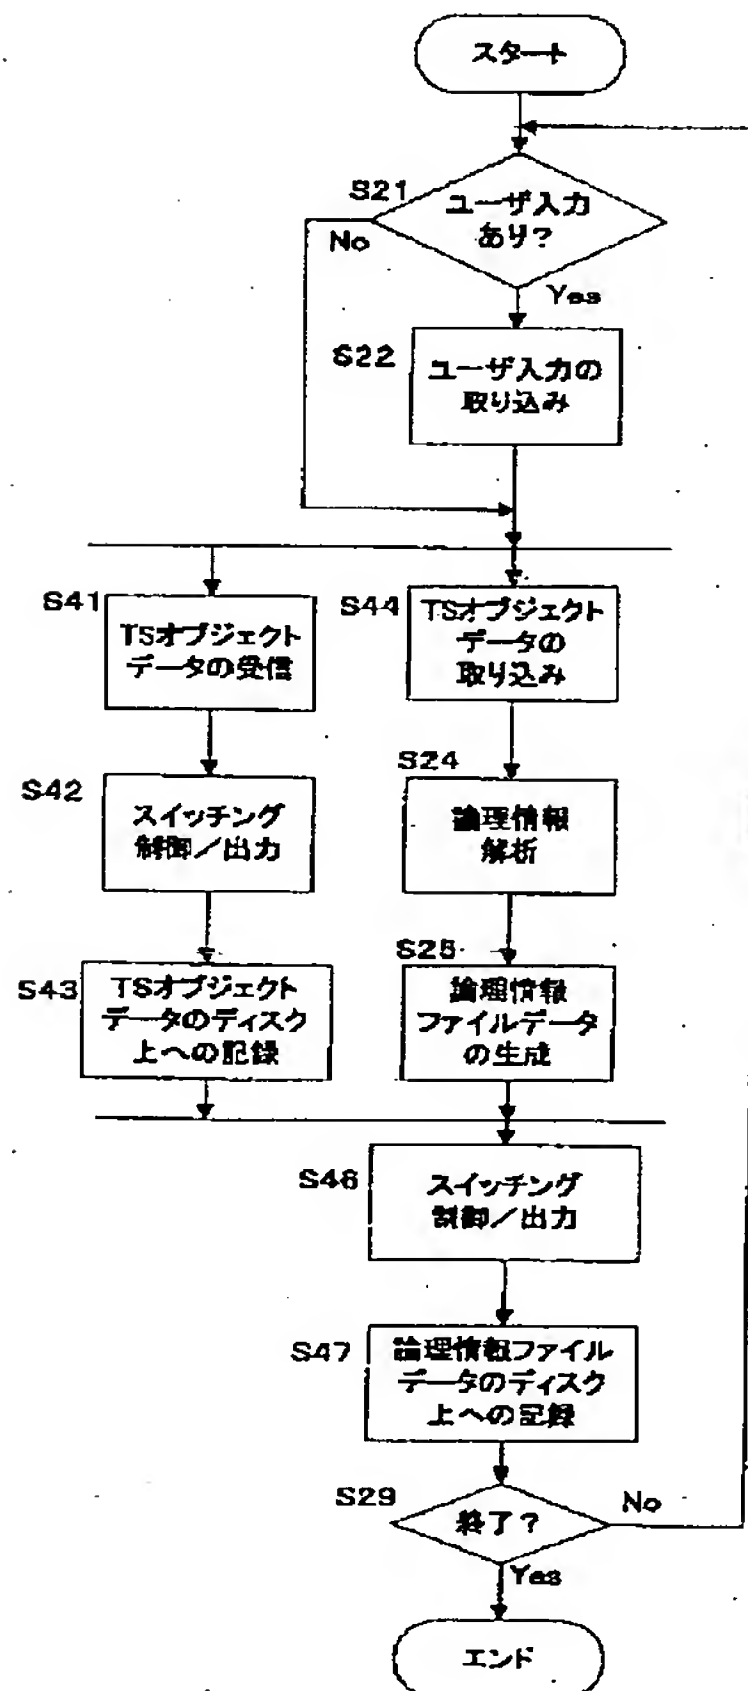 スタート
S21
ユーザ入力
あり?
No
Yes
S22
ユーザ入力の
取り込み
S41
TSオブジェクト
データの受信
S44
TSオブジェクト
データの
取り込み
S42
スイッチング
制御/出力
S24
論理情報
解析
S43
TSオブジェクト
データのディスク
上への記録
S25
論理情報
ファイルデータ
の生成
S46
スイッチング
制御/出力
S47
論理情報ファイル
データのディスク
上への記録
S29
終了?
No
Yes
エンド